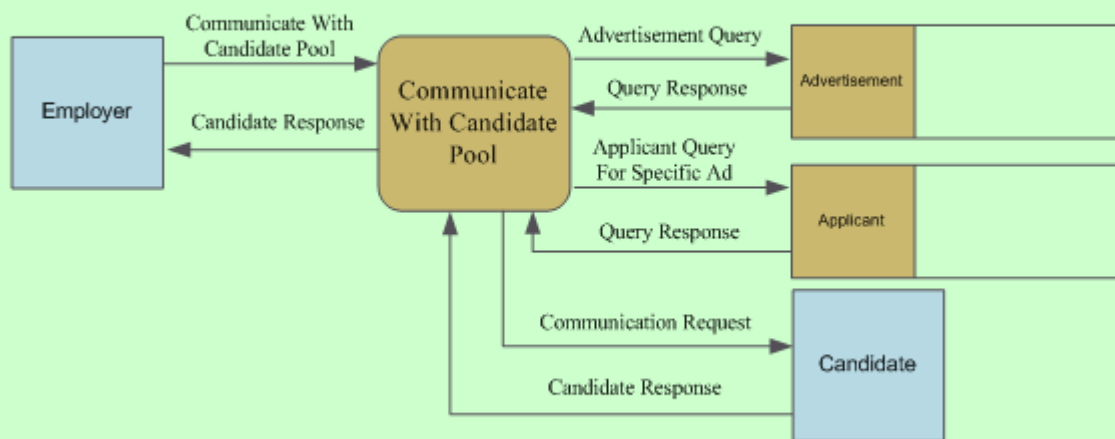 Communicate With
Candidate Pool
Employer
Candidate Response
Communicate
With Candidate
Pool
Advertisement Query
Advertisement
Query Response
Applicant Query
For Specific Ad
Applicant
Query Response
Communication Request
Candidate
Candidate Response